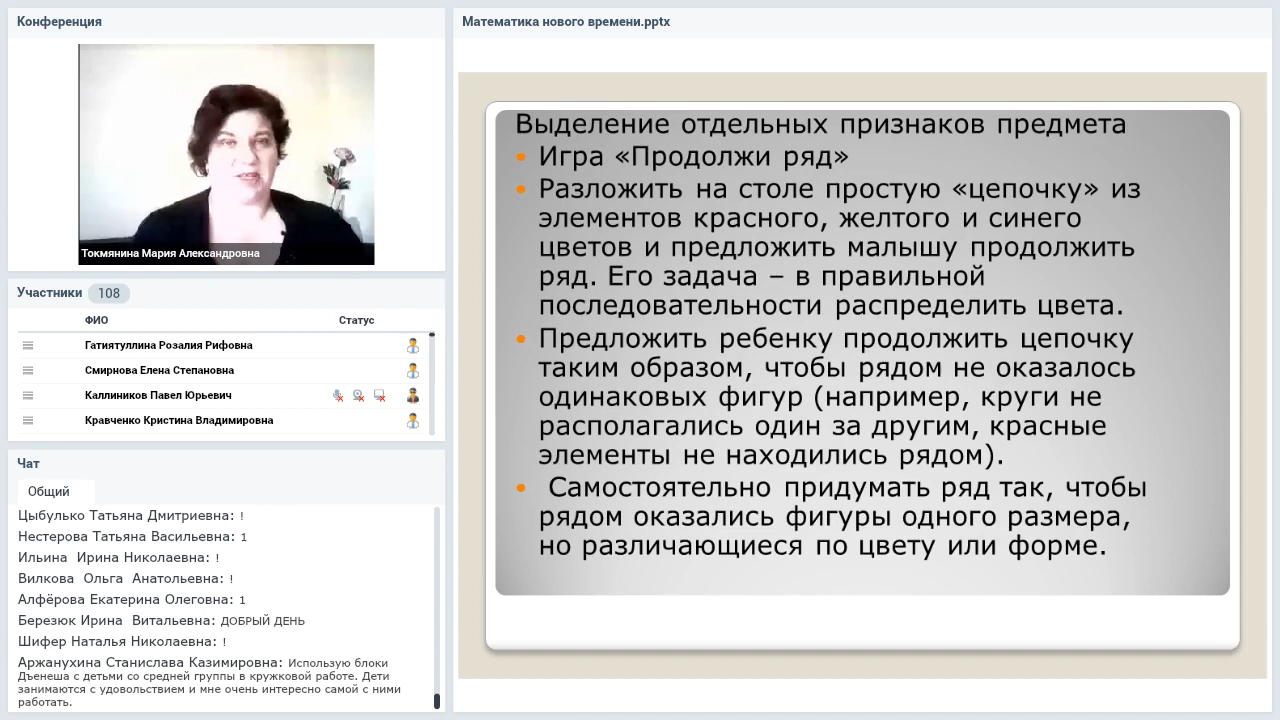 Конференция
Токмянина Мария Александровна
Участники 108
ФИО Статус
Гатиятуллина Розалия Рифовна
Смирнова Елена Степановна
Каллиников Павел Юрьевич
Кравченко Кристина Владимировна
Чат
Общий
Цыбулько Татьяна Дмитриевна: !
Нестерова Татьяна Васильевна: 1
Ильина Ирина Николаевна: !
Вилкова Ольга Анатольевна: !
Алфёрова Екатерина Олеговна: 1
Березюк Ирина Витальевна: ДОБРЫЙ ДЕНЬ
Шифер Наталья Николаевна: !
Аржанухина Станислава Казимировна: Использую блоки
Дъенеша с детьми со средней группы в кружковой работе. Дети
занимаются с удовольствием и мне очень интересно самой с ними
работать.
Математика нового времени.pptx
Выделение отдельных признаков предмета
• Игра «Продолжи ряд»
• Разложить на столе простую «цепочку» из
элементов красного, желтого и синего
цветов и предложить малышу продолжить
ряд. Его задача – в правильной
последовательности распределить цвета.
• Предложить ребенку продолжить цепочку
таким образом, чтобы рядом не оказалось
одинаковых фигур (например, круги не
располагались один за другим, красные
элементы не находились рядом).
• Самостоятельно придумать ряд так, чтобы
рядом оказались фигуры одного размера,
но различающиеся по цвету или форме.